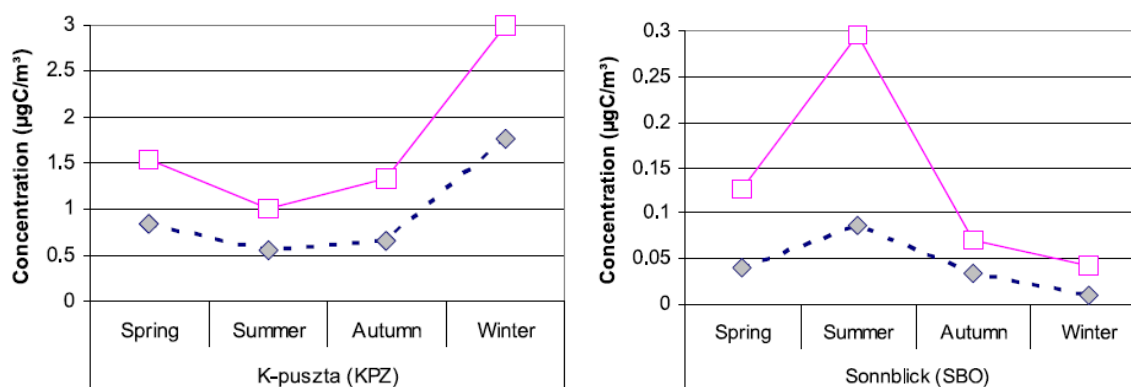 Concentration (µgC/m³)
3
2.5
2
1.5
1
0.5
0
Spring Summer Autumn Winter
K-puszta (KPZ)
Concentration (µgC/m³)
0.3
0.25
0.2
0.15
0.1
0.05
0
Spring Summer Autumn Winter
Sonnblick (SBO)